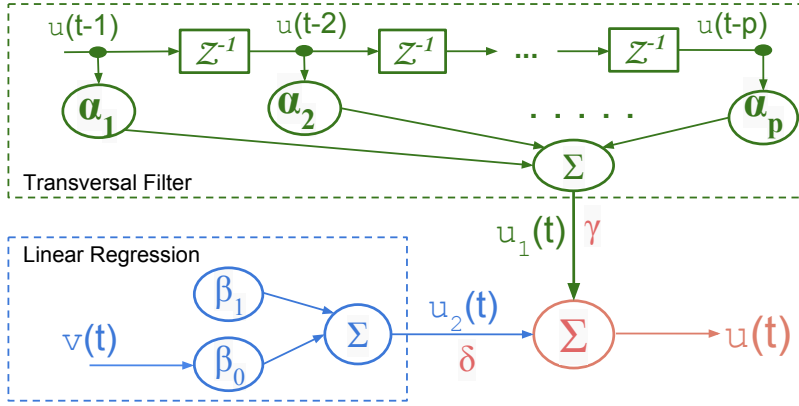 u(t-1) u(t-2) u(t-p)
Z⁻¹ Z⁻¹ ... Z⁻¹
α₁ α₂ . . . . . αₚ
Σ
Transversal Filter
u₁(t) γ
Linear Regression
β₁
v(t) β₀ Σ u₂(t) δ Σ u(t)